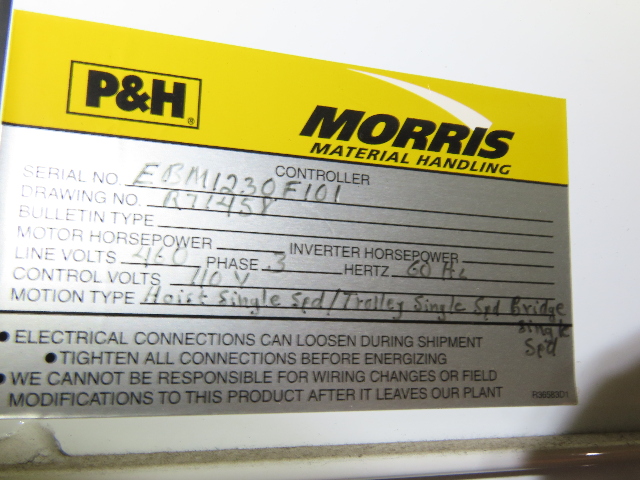 P&H®
MORRIS
MATERIAL HANDLING
CONTROLLER
SERIAL NO. EBM1230F101
DRAWING NO. R71458
BULLETIN TYPE
MOTOR HORSEPOWER INVERTER HORSEPOWER
LINE VOLTS 460 PHASE 3 HERTZ 60 Hz
CONTROL VOLTS 110 V
MOTION TYPE Hoist Single Spd/Trolley Single Spd Bridge
Single
Spd
• ELECTRICAL CONNECTIONS CAN LOOSEN DURING SHIPMENT
• TIGHTEN ALL CONNECTIONS BEFORE ENERGIZING
• WE CANNOT BE RESPONSIBLE FOR WIRING CHANGES OR FIELD
MODIFICATIONS TO THIS PRODUCT AFTER IT LEAVES OUR PLANT